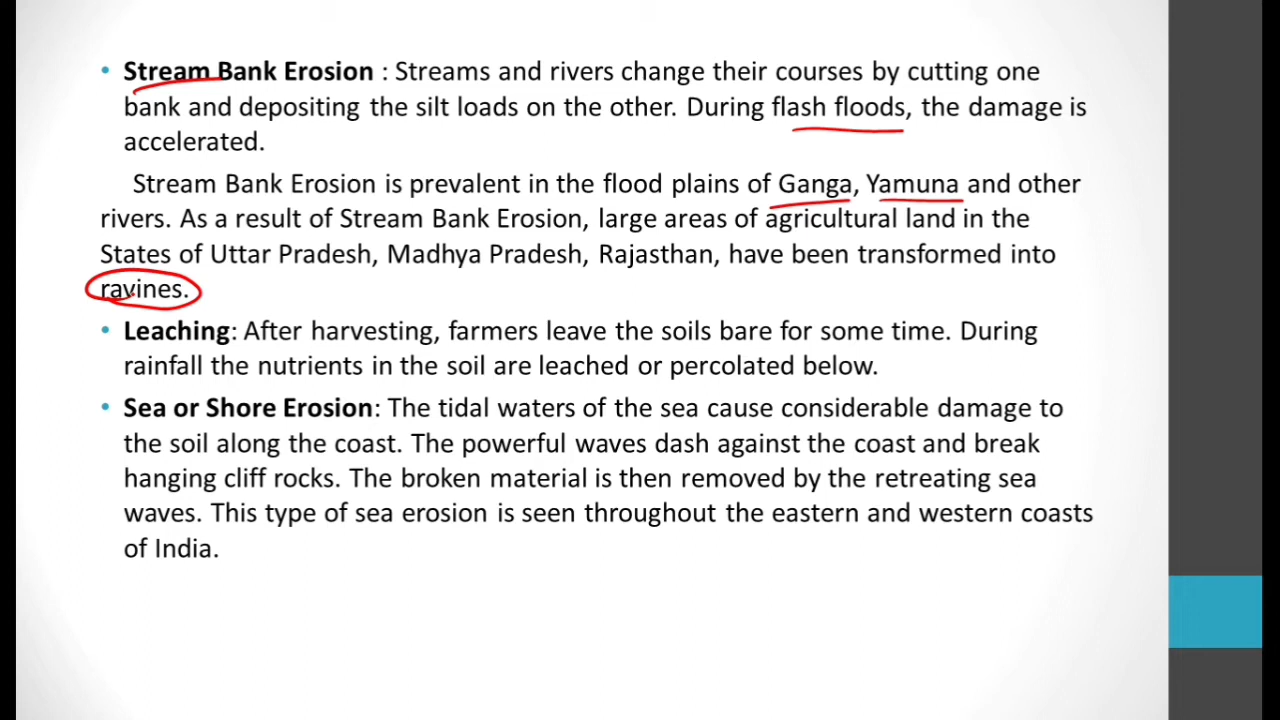 • Stream Bank Erosion : Streams and rivers change their courses by cutting one
bank and depositing the silt loads on the other. During flash floods, the damage is
accelerated.
Stream Bank Erosion is prevalent in the flood plains of Ganga, Yamuna and other
rivers. As a result of Stream Bank Erosion, large areas of agricultural land in the
States of Uttar Pradesh, Madhya Pradesh, Rajasthan, have been transformed into
ravines.
• Leaching: After harvesting, farmers leave the soils bare for some time. During
rainfall the nutrients in the soil are leached or percolated below.
• Sea or Shore Erosion: The tidal waters of the sea cause considerable damage to
the soil along the coast. The powerful waves dash against the coast and break
hanging cliff rocks. The broken material is then removed by the retreating sea
waves. This type of sea erosion is seen throughout the eastern and western coasts
of India.